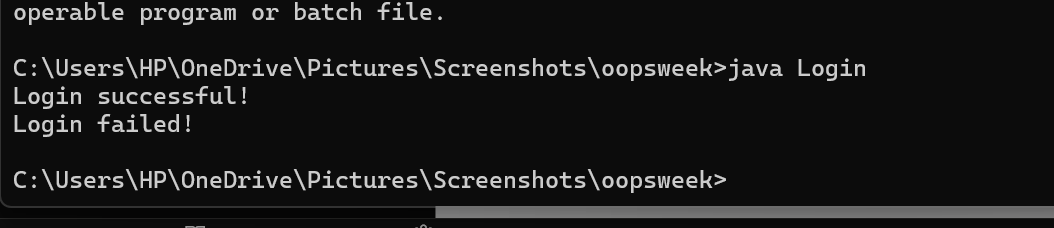 operable program or batch file.
C:\Users\HP\OneDrive\Pictures\Screenshots\oopsweek>java Login
Login successful!
Login failed!
C:\Users\HP\OneDrive\Pictures\Screenshots\oopsweek>